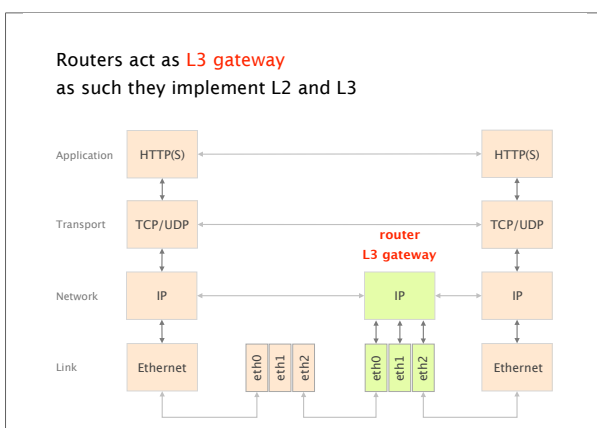 Routers act as L3 gateway
as such they implement L2 and L3
Application
HTTP(S)
HTTP(S)
Transport
TCP/UDP
TCP/UDP
router
L3 gateway
Network
IP
IP
IP
Link
Ethernet
eth0
eth1
eth2
eth0
eth1
eth2
Ethernet